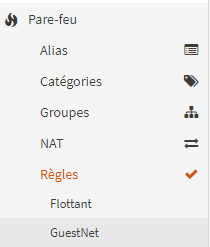 Pare-feu
Alias
Catégories
Groupes
NAT
Règles
Flottant
GuestNet